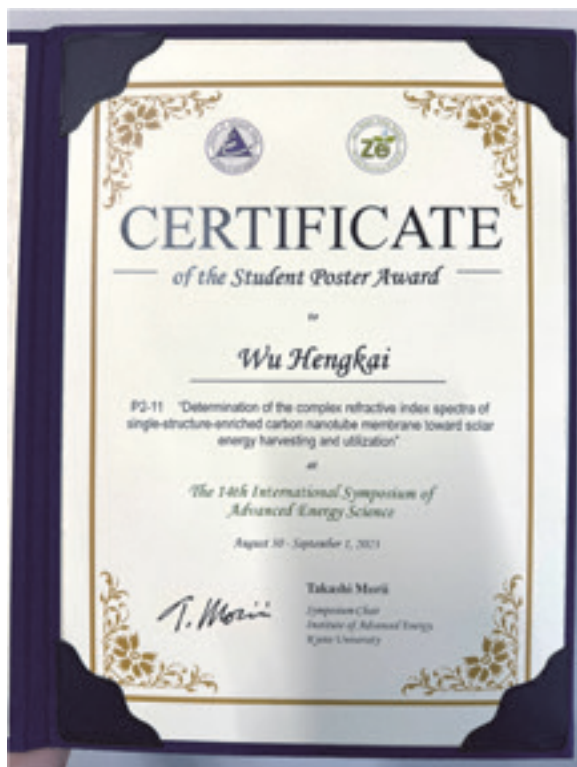 Zε
CERTIFICATE
of the Student Poster Award
to
Wu Hengkai
P2-11 "Determination of the complex refractive index spectra of
single-structure-enriched carbon nanotube membrane toward solar
energy harvesting and utilization"
at
The 14th International Symposium of
Advanced Energy Science
August 30 - September 1, 2023
T. Morii
Takashi Morii
Symposium Chair
Institute of Advanced Energy,
Kyoto University